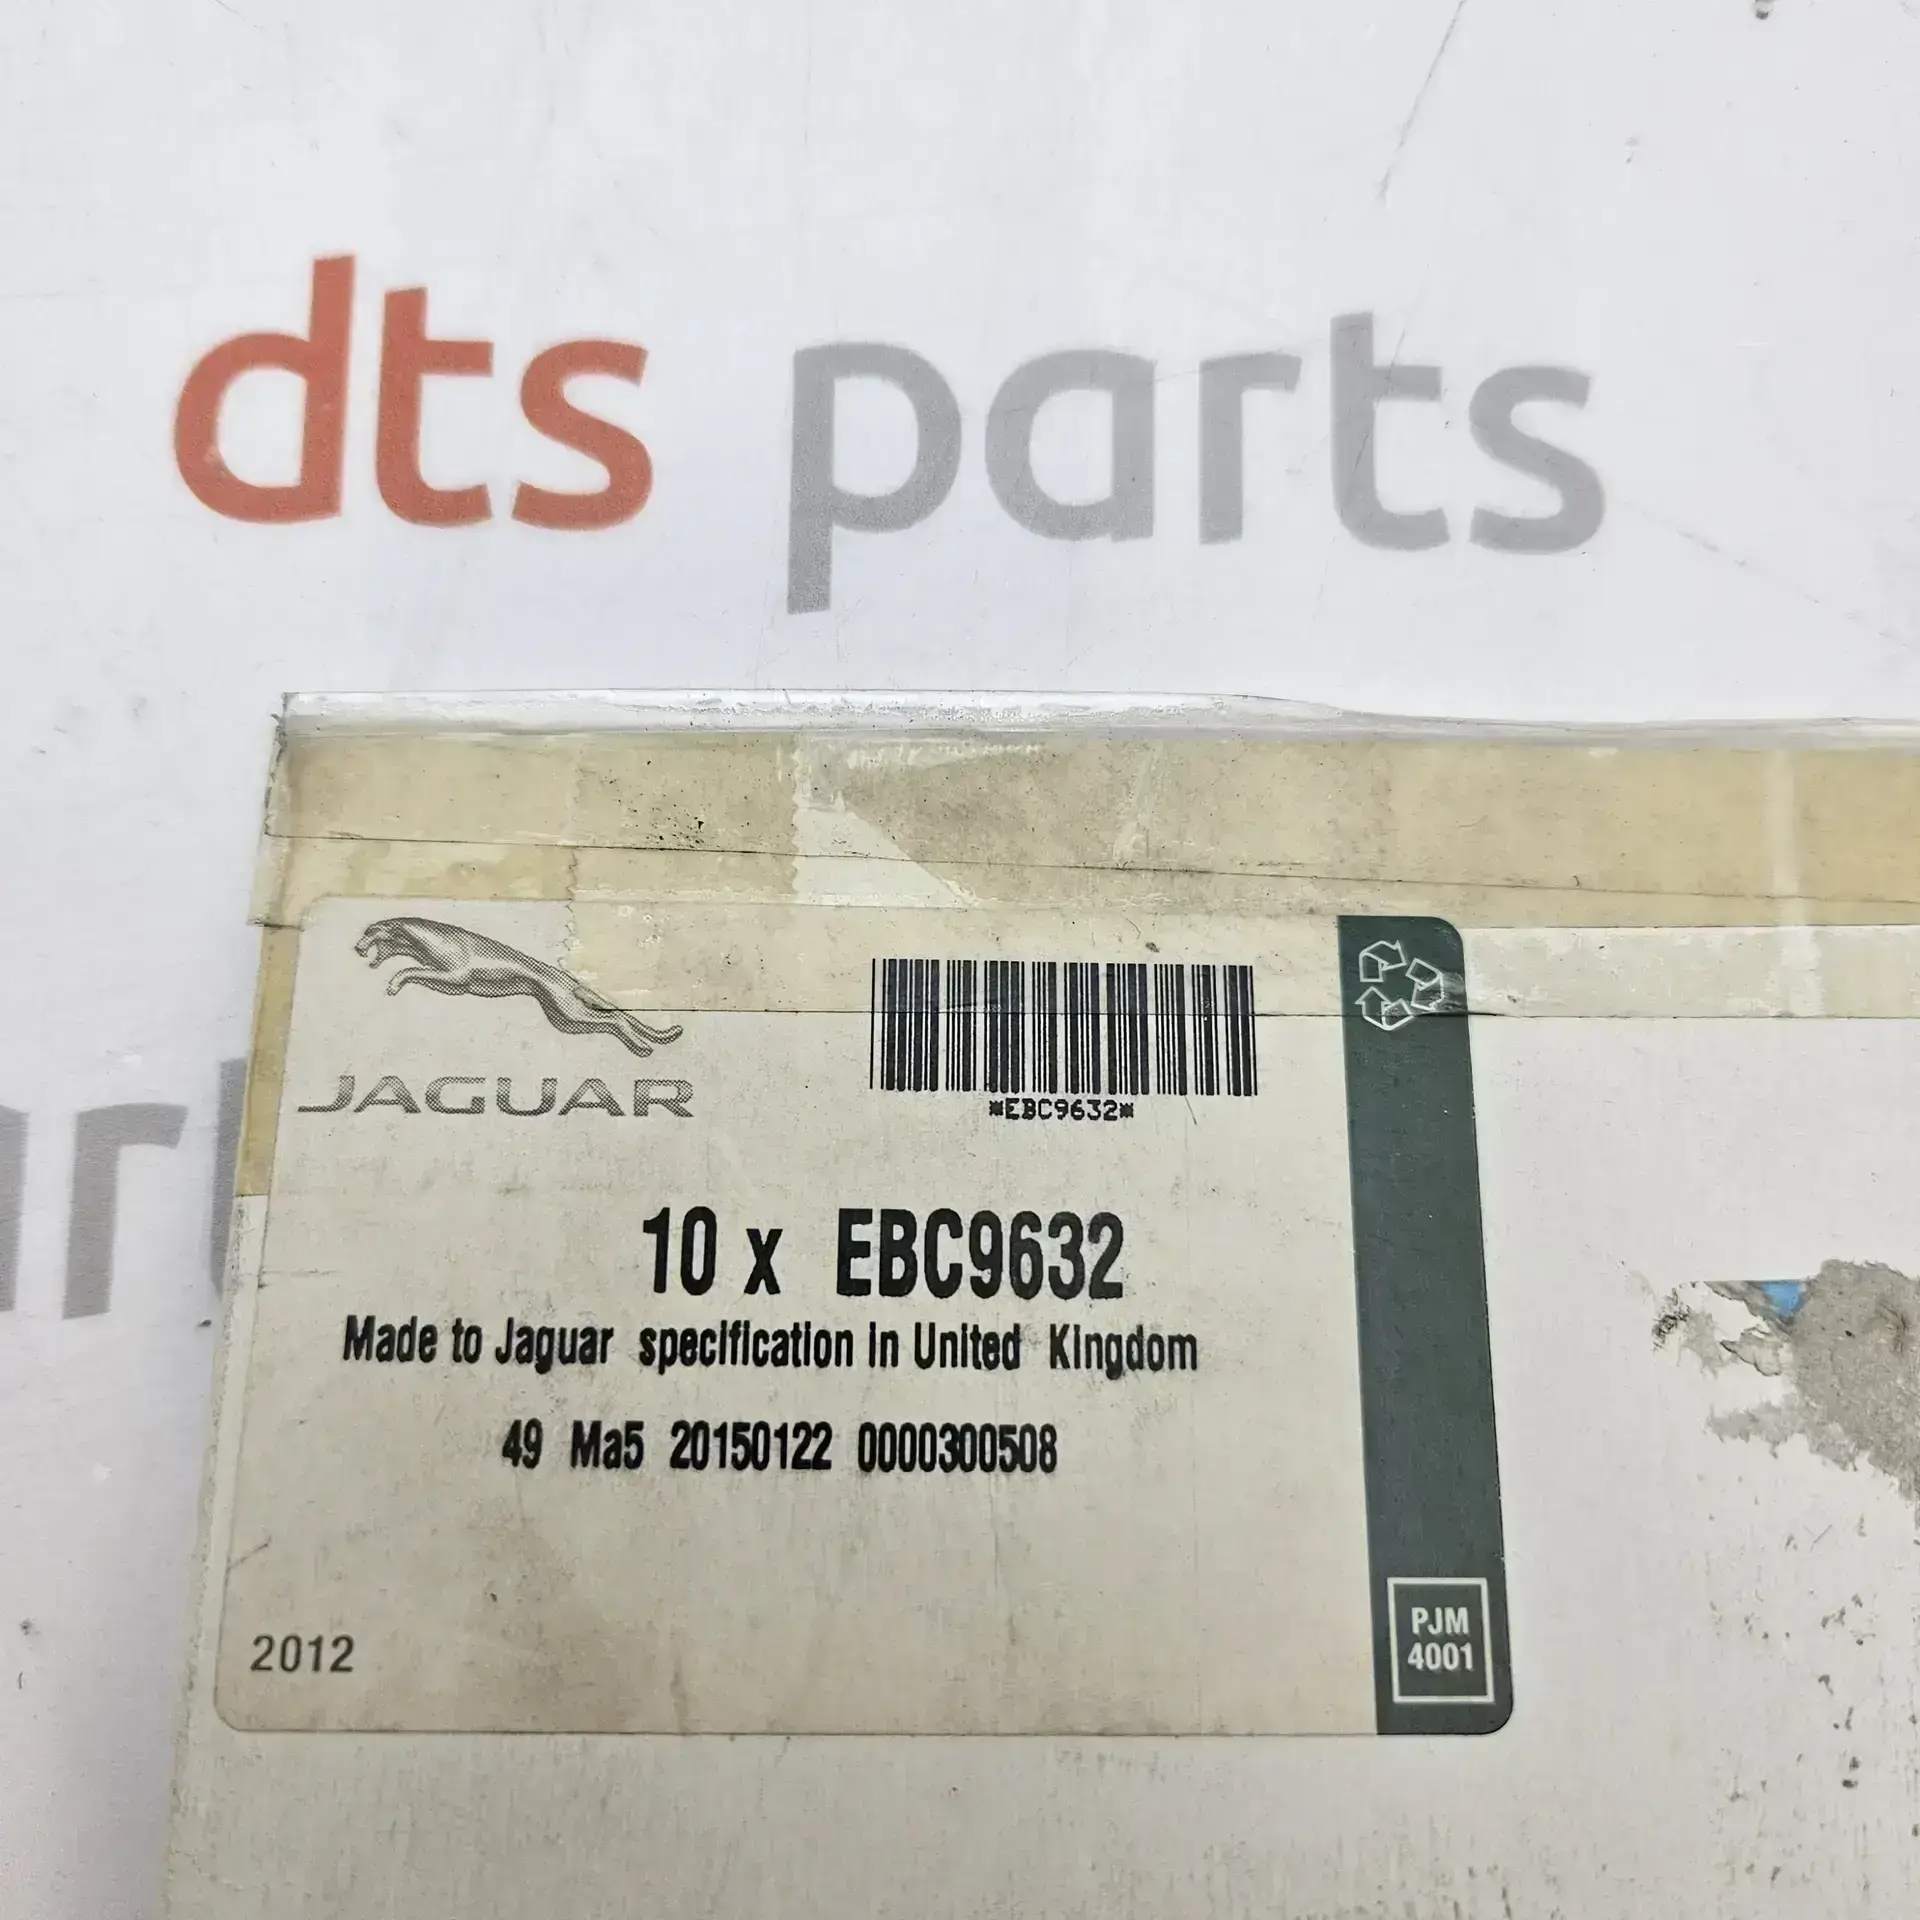 dts parts
JAGUAR
*EBC9632*
10 x EBC9632
Made to Jaguar specification in United Kingdom
49 Ma5 20150122 0000300508
2012
PJM
4001